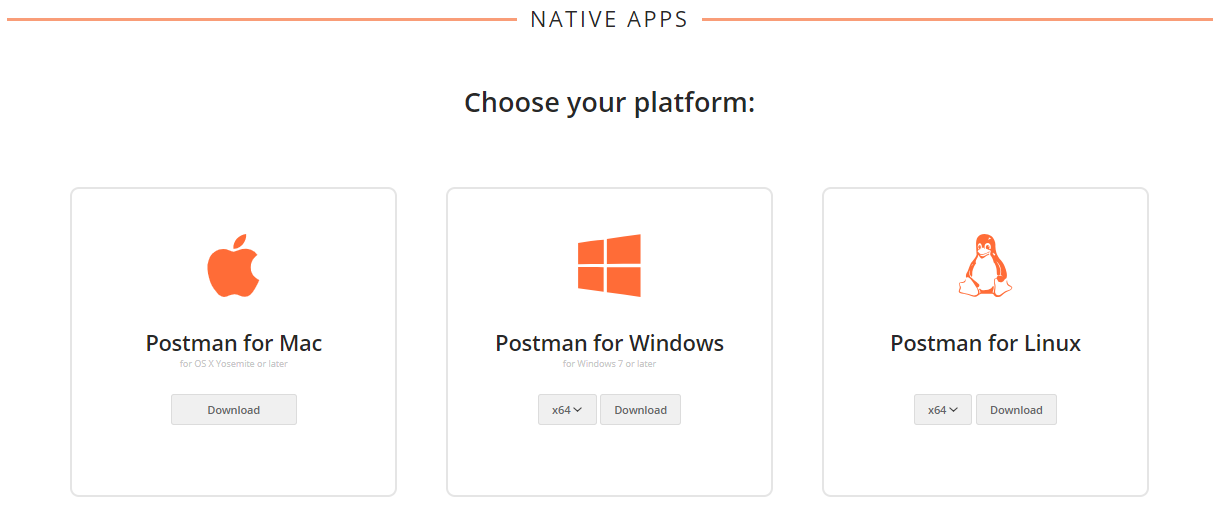 NATIVE APPS
Choose your platform:
Postman for Mac
for OS X Yosemite or later
Download
Postman for Windows
for Windows 7 or later
x64 Download
Postman for Linux
x64 Download